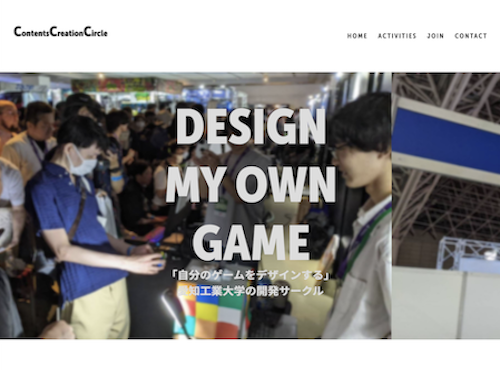 ContentsCreationCircle
HOME ACTIVITIES JOIN CONTACT
DESIGN
MY OWN
GAME
「自分のゲームをデザインする」
知工業大学の開発サークル